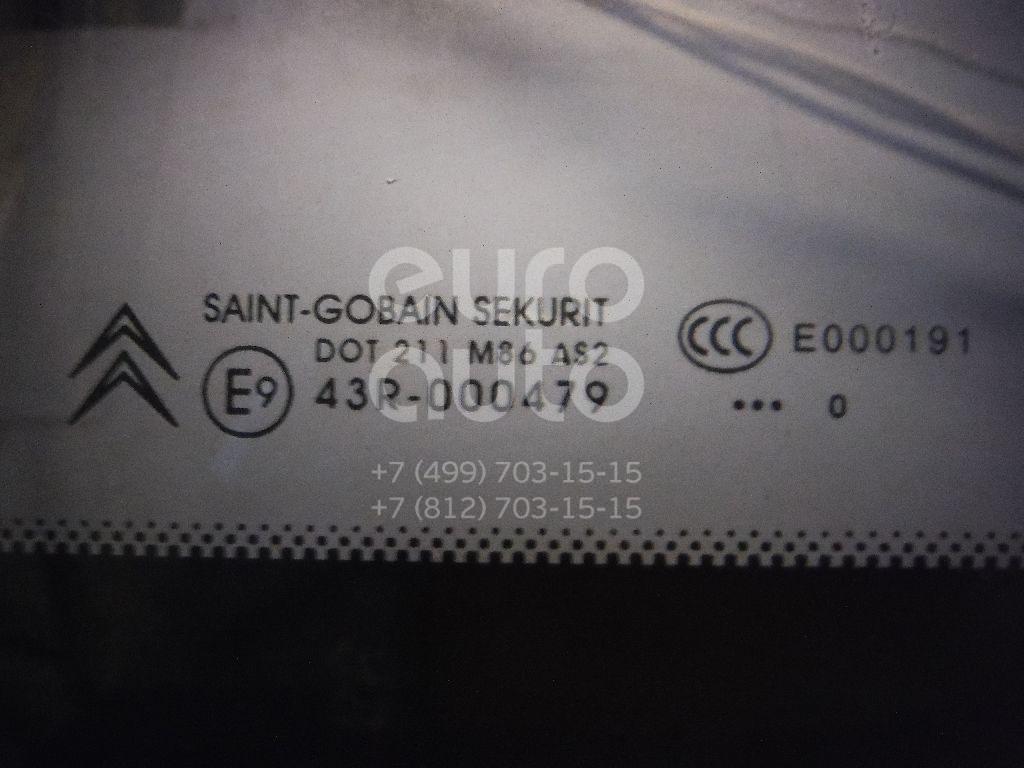 SAINT-GOBAIN SEKURIT
DOT 211 M86 AS2
E9 43R-000479
CCC E000191
••• 0
euro
auto
+7 (499) 703-15-15
+7 (812) 703-15-15